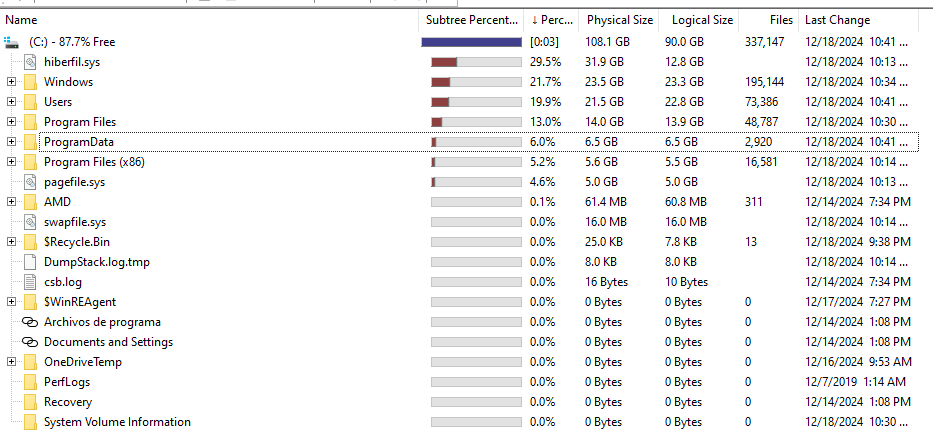 Name Subtree Percent... ↓ Perc... Physical Size Logical Size Files Last Change
(C:) - 87.7% Free [0:03] 108.1 GB 90.0 GB 337,147 12/18/2024 10:41 ...
hiberfil.sys 29.5% 31.9 GB 12.8 GB 12/18/2024 10:13 ...
Windows 21.7% 23.5 GB 23.3 GB 195,144 12/18/2024 10:34 ...
Users 19.9% 21.5 GB 22.8 GB 73,386 12/18/2024 10:41 ...
Program Files 13.0% 14.0 GB 13.9 GB 48,787 12/18/2024 10:30 ...
ProgramData 6.0% 6.5 GB 6.5 GB 2,920 12/18/2024 10:41 ...
Program Files (x86) 5.2% 5.6 GB 5.5 GB 16,581 12/18/2024 10:14 ...
pagefile.sys 4.6% 5.0 GB 5.0 GB 12/18/2024 10:13 ...
AMD 0.1% 61.4 MB 60.8 MB 311 12/14/2024 7:34 PM
swapfile.sys 0.0% 16.0 MB 16.0 MB 12/18/2024 10:14 ...
$Recycle.Bin 0.0% 25.0 KB 7.8 KB 13 12/18/2024 9:38 PM
DumpStack.log.tmp 0.0% 8.0 KB 8.0 KB 12/18/2024 10:14 ...
csb.log 0.0% 16 Bytes 10 Bytes 12/14/2024 7:34 PM
$WinREAgent 0.0% 0 Bytes 0 Bytes 0 12/17/2024 7:27 PM
Archivos de programa 0.0% 0 Bytes 0 Bytes 0 12/14/2024 1:08 PM
Documents and Settings 0.0% 0 Bytes 0 Bytes 0 12/14/2024 1:08 PM
OneDriveTemp 0.0% 0 Bytes 0 Bytes 0 12/16/2024 9:53 AM
PerfLogs 0.0% 0 Bytes 0 Bytes 0 12/7/2019 1:14 AM
Recovery 0.0% 0 Bytes 0 Bytes 0 12/14/2024 1:08 PM
System Volume Information 0.0% 0 Bytes 0 Bytes 0 12/18/2024 10:30 ...